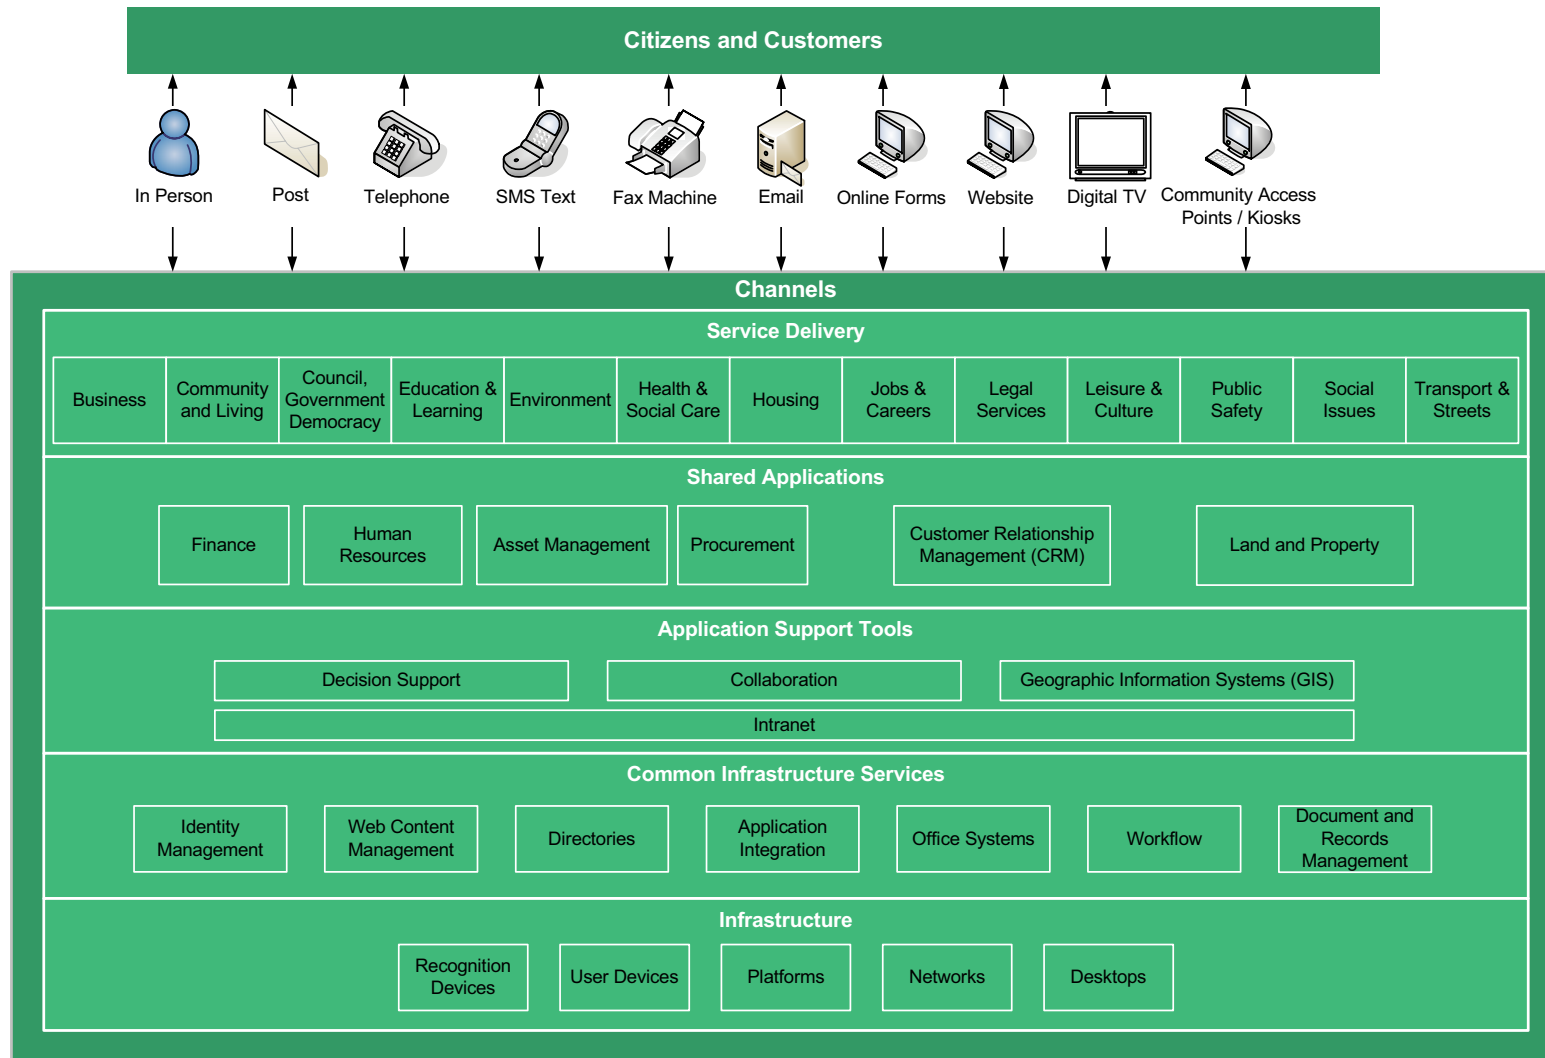 Citizens and Customers
In Person
Post
Telephone
SMS Text
Fax Machine
Email
Online Forms
Website
Digital TV
Community Access
Points / Kiosks
Channels
Service Delivery
Business
Community
and Living
Council,
Government
Democracy
Education &
Learning
Environment
Health &
Social Care
Housing
Jobs &
Careers
Legal
Services
Leisure &
Culture
Public
Safety
Social
Issues
Transport &
Streets
Shared Applications
Finance
Human
Resources
Asset Management
Procurement
Customer Relationship
Management (CRM)
Land and Property
Application Support Tools
Decision Support
Collaboration
Geographic Information Systems (GIS)
Intranet
Common Infrastructure Services
Identity
Management
Web Content
Management
Directories
Application
Integration
Office Systems
Workflow
Document and
Records
Management
Infrastructure
Recognition
Devices
User Devices
Platforms
Networks
Desktops